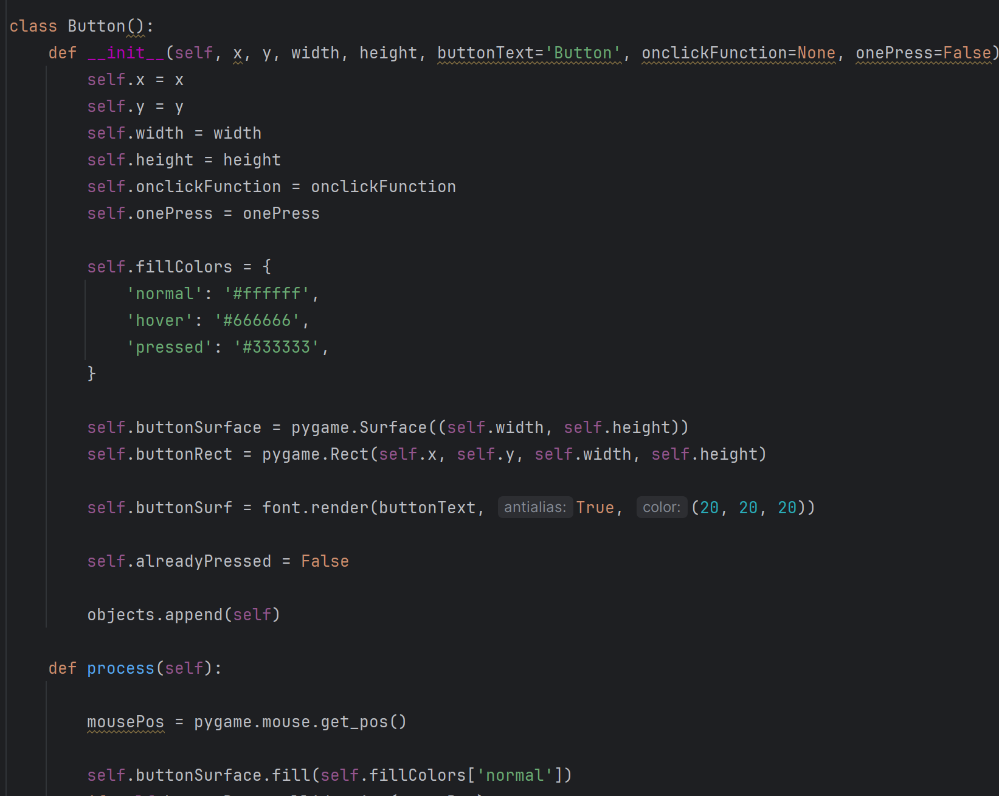 class Button():
    def __init__(self, x, y, width, height, buttonText='Button', onclickFunction=None, onePress=False)
        self.x = x
        self.y = y
        self.width = width
        self.height = height
        self.onclickFunction = onclickFunction
        self.onePress = onePress
        self.fillColors = {
            'normal': '#ffffff',
            'hover': '#666666',
            'pressed': '#333333',
        }
        self.buttonSurface = pygame.Surface((self.width, self.height))
        self.buttonRect = pygame.Rect(self.x, self.y, self.width, self.height)
        self.buttonSurf = font.render(buttonText, antialias: True, color: (20, 20, 20))
        self.alreadyPressed = False
        objects.append(self)
    def process(self):
        mousePos = pygame.mouse.get_pos()
        self.buttonSurface.fill(self.fillColors['normal'])